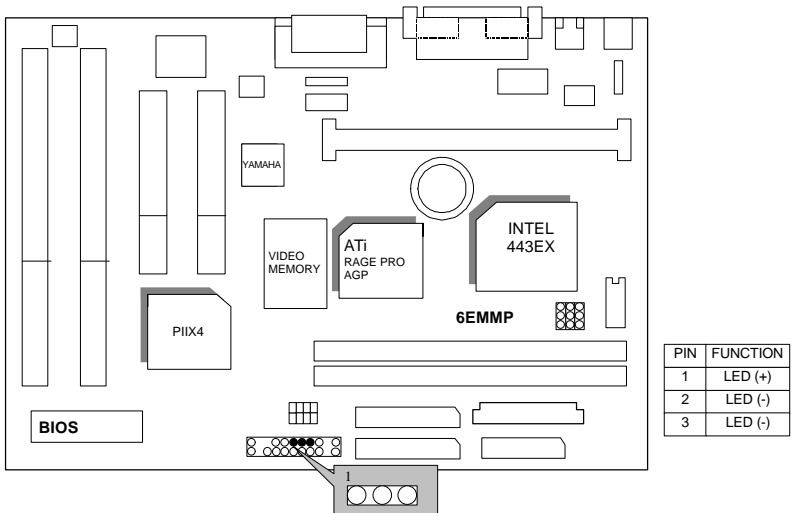 YAMAHA
VIDEO
MEMORY
ATi
RAGE PRO
AGP
INTEL
443EX
PIIX4
6EMMP
BIOS
1
PIN FUNCTION
1 LED (+)
2 LED (-)
3 LED (-)